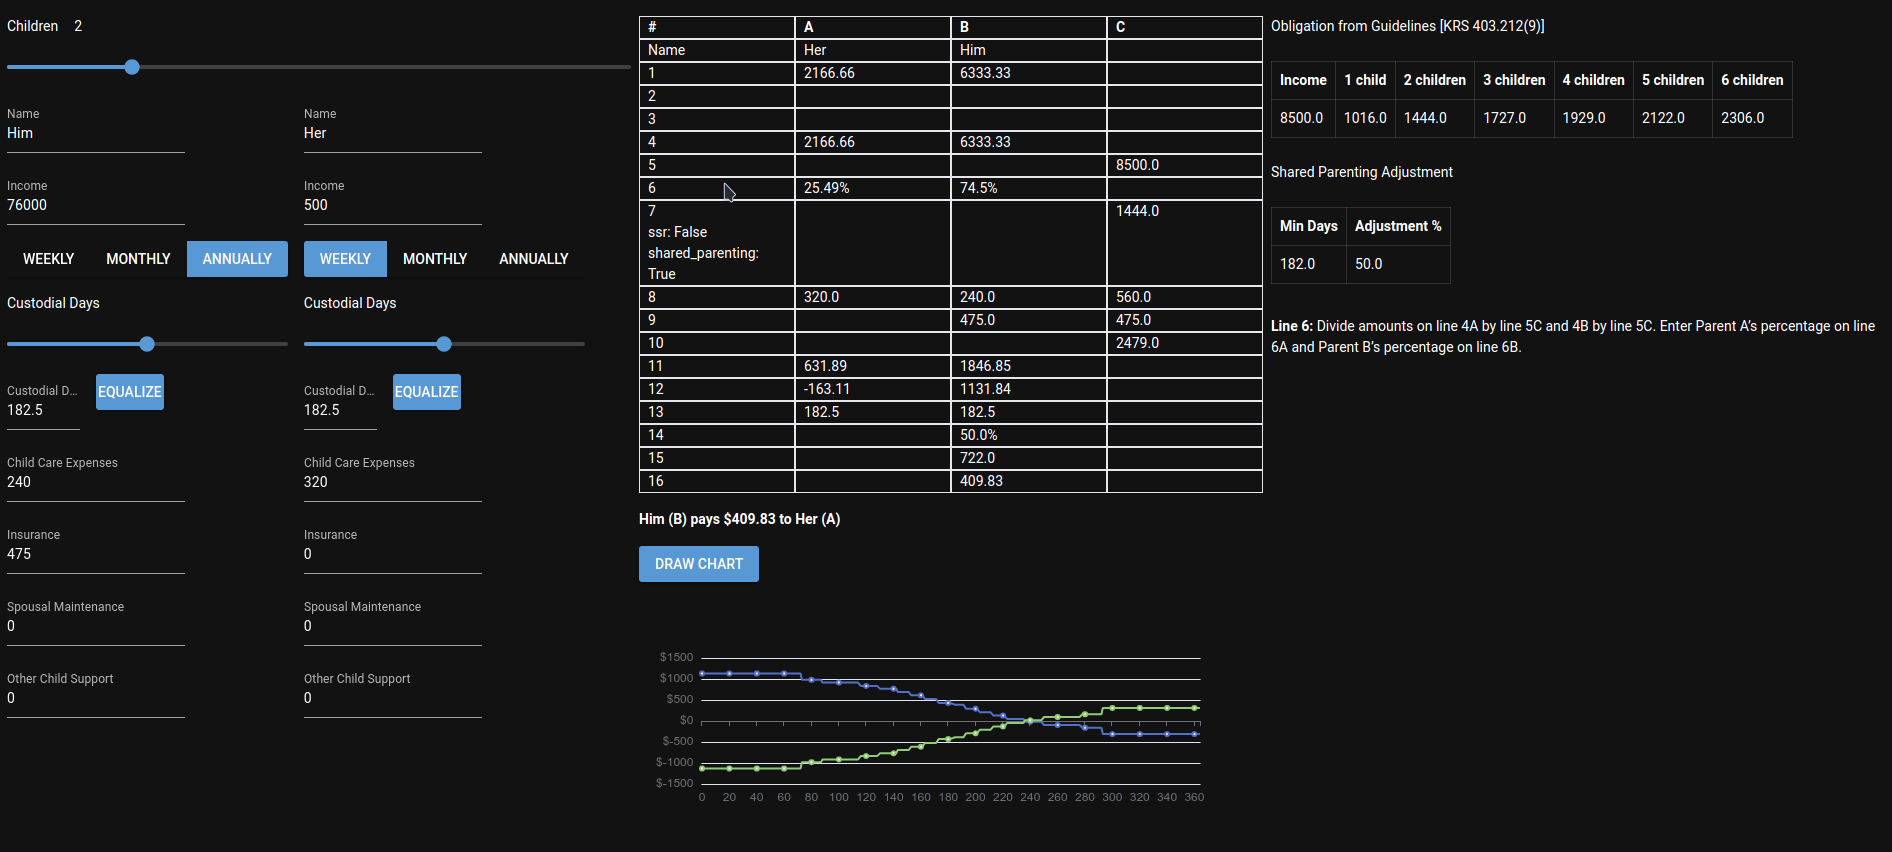 Children 2
Name
Him
Name
Her
Income
76000
Income
500
WEEKLY MONTHLY ANNUALLY
WEEKLY MONTHLY ANNUALLY
Custodial Days
Custodial Days
Custodial D...
182.5
EQUALIZE
Custodial D...
182.5
EQUALIZE
Child Care Expenses
240
Child Care Expenses
320
Insurance
475
Insurance
0
Spousal Maintenance
0
Spousal Maintenance
0
Other Child Support
0
Other Child Support
0
# A B C
Name Her Him
1 2166.66 6333.33
2
3
4 2166.66 6333.33
5 8500.0
6 25.49% 74.5%
7 1444.0
ssr: False
shared_parenting:
True
8 320.0 240.0 560.0
9 475.0 475.0
10 2479.0
11 631.89 1846.85
12 -163.11 1131.84
13 182.5 182.5
14 50.0%
15 722.0
16 409.83
Him (B) pays $409.83 to Her (A)
DRAW CHART
$1500
$1000
$500
$0
$-500
$-1000
$-1500
0 20 40 60 80 100 120 140 160 180 200 220 240 260 280 300 320 340 360
Obligation from Guidelines [KRS 403.212(9)]
Income 1 child 2 children 3 children 4 children 5 children 6 children
8500.0 1016.0 1444.0 1727.0 1929.0 2122.0 2306.0
Shared Parenting Adjustment
Min Days Adjustment %
182.0 50.0
Line 6: Divide amounts on line 4A by line 5C and 4B by line 5C. Enter Parent A's percentage on line
6A and Parent B's percentage on line 6B.